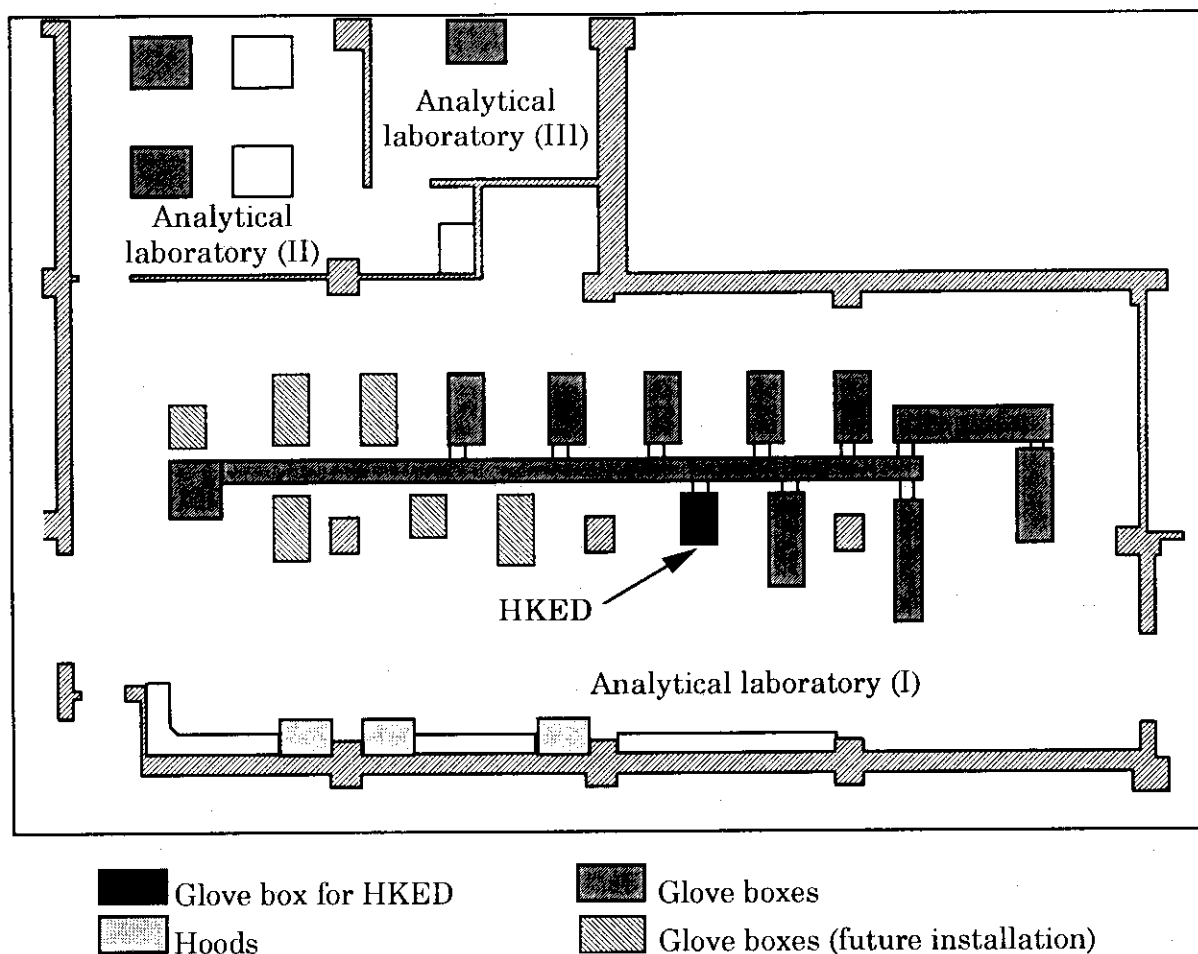 Analytical
laboratory (III)
Analytical
laboratory (II)
HKED
Analytical laboratory (I)
Glove box for HKED
Glove boxes
Hoods
Glove boxes (future installation)